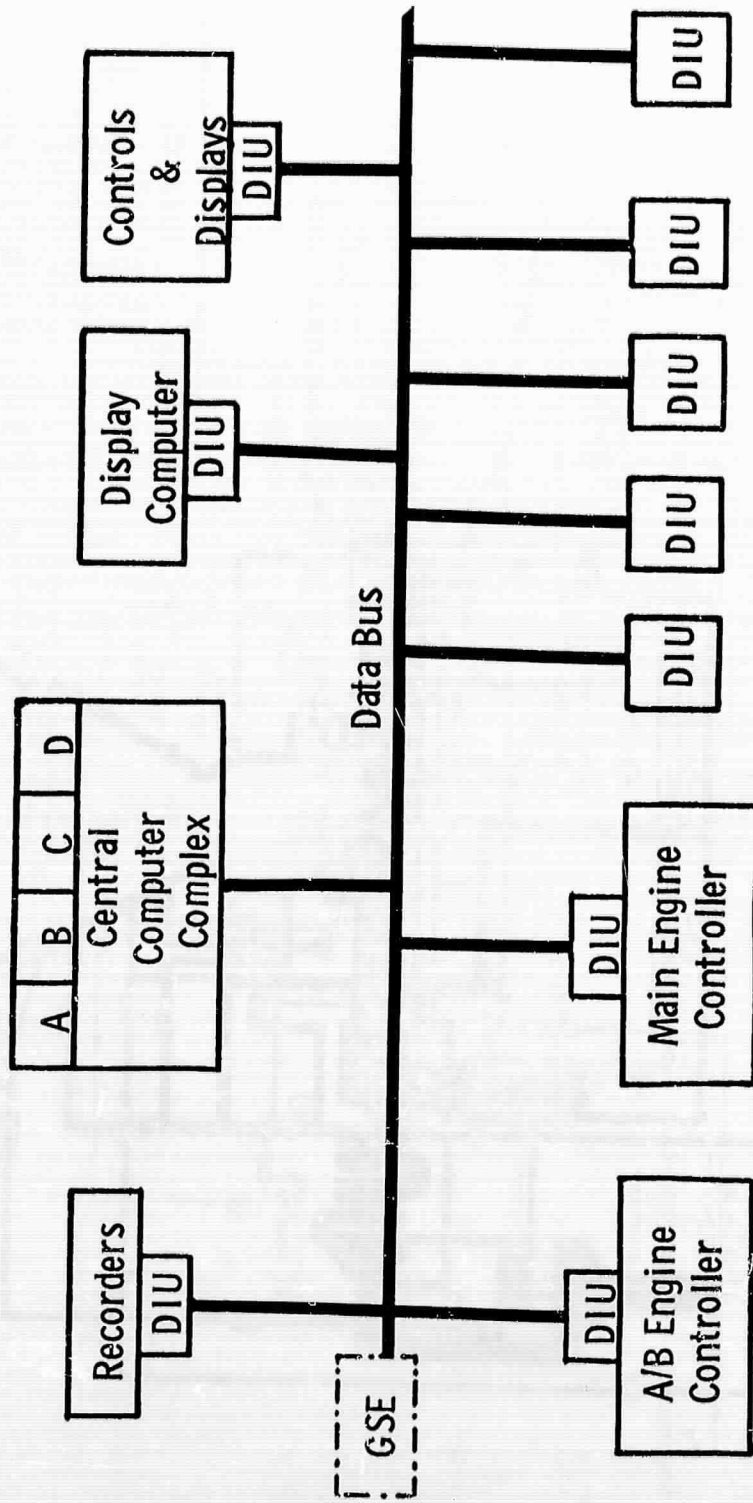 A B C D
Central
Computer
Complex
Recorders
DIU
Display
Computer
DIU
Controls
&
Displays
DIU
Data Bus
GSE
DIU
A/B Engine
Controller
DIU
Main Engine
Controller
DIU
DIU
DIU
DIU
DIU